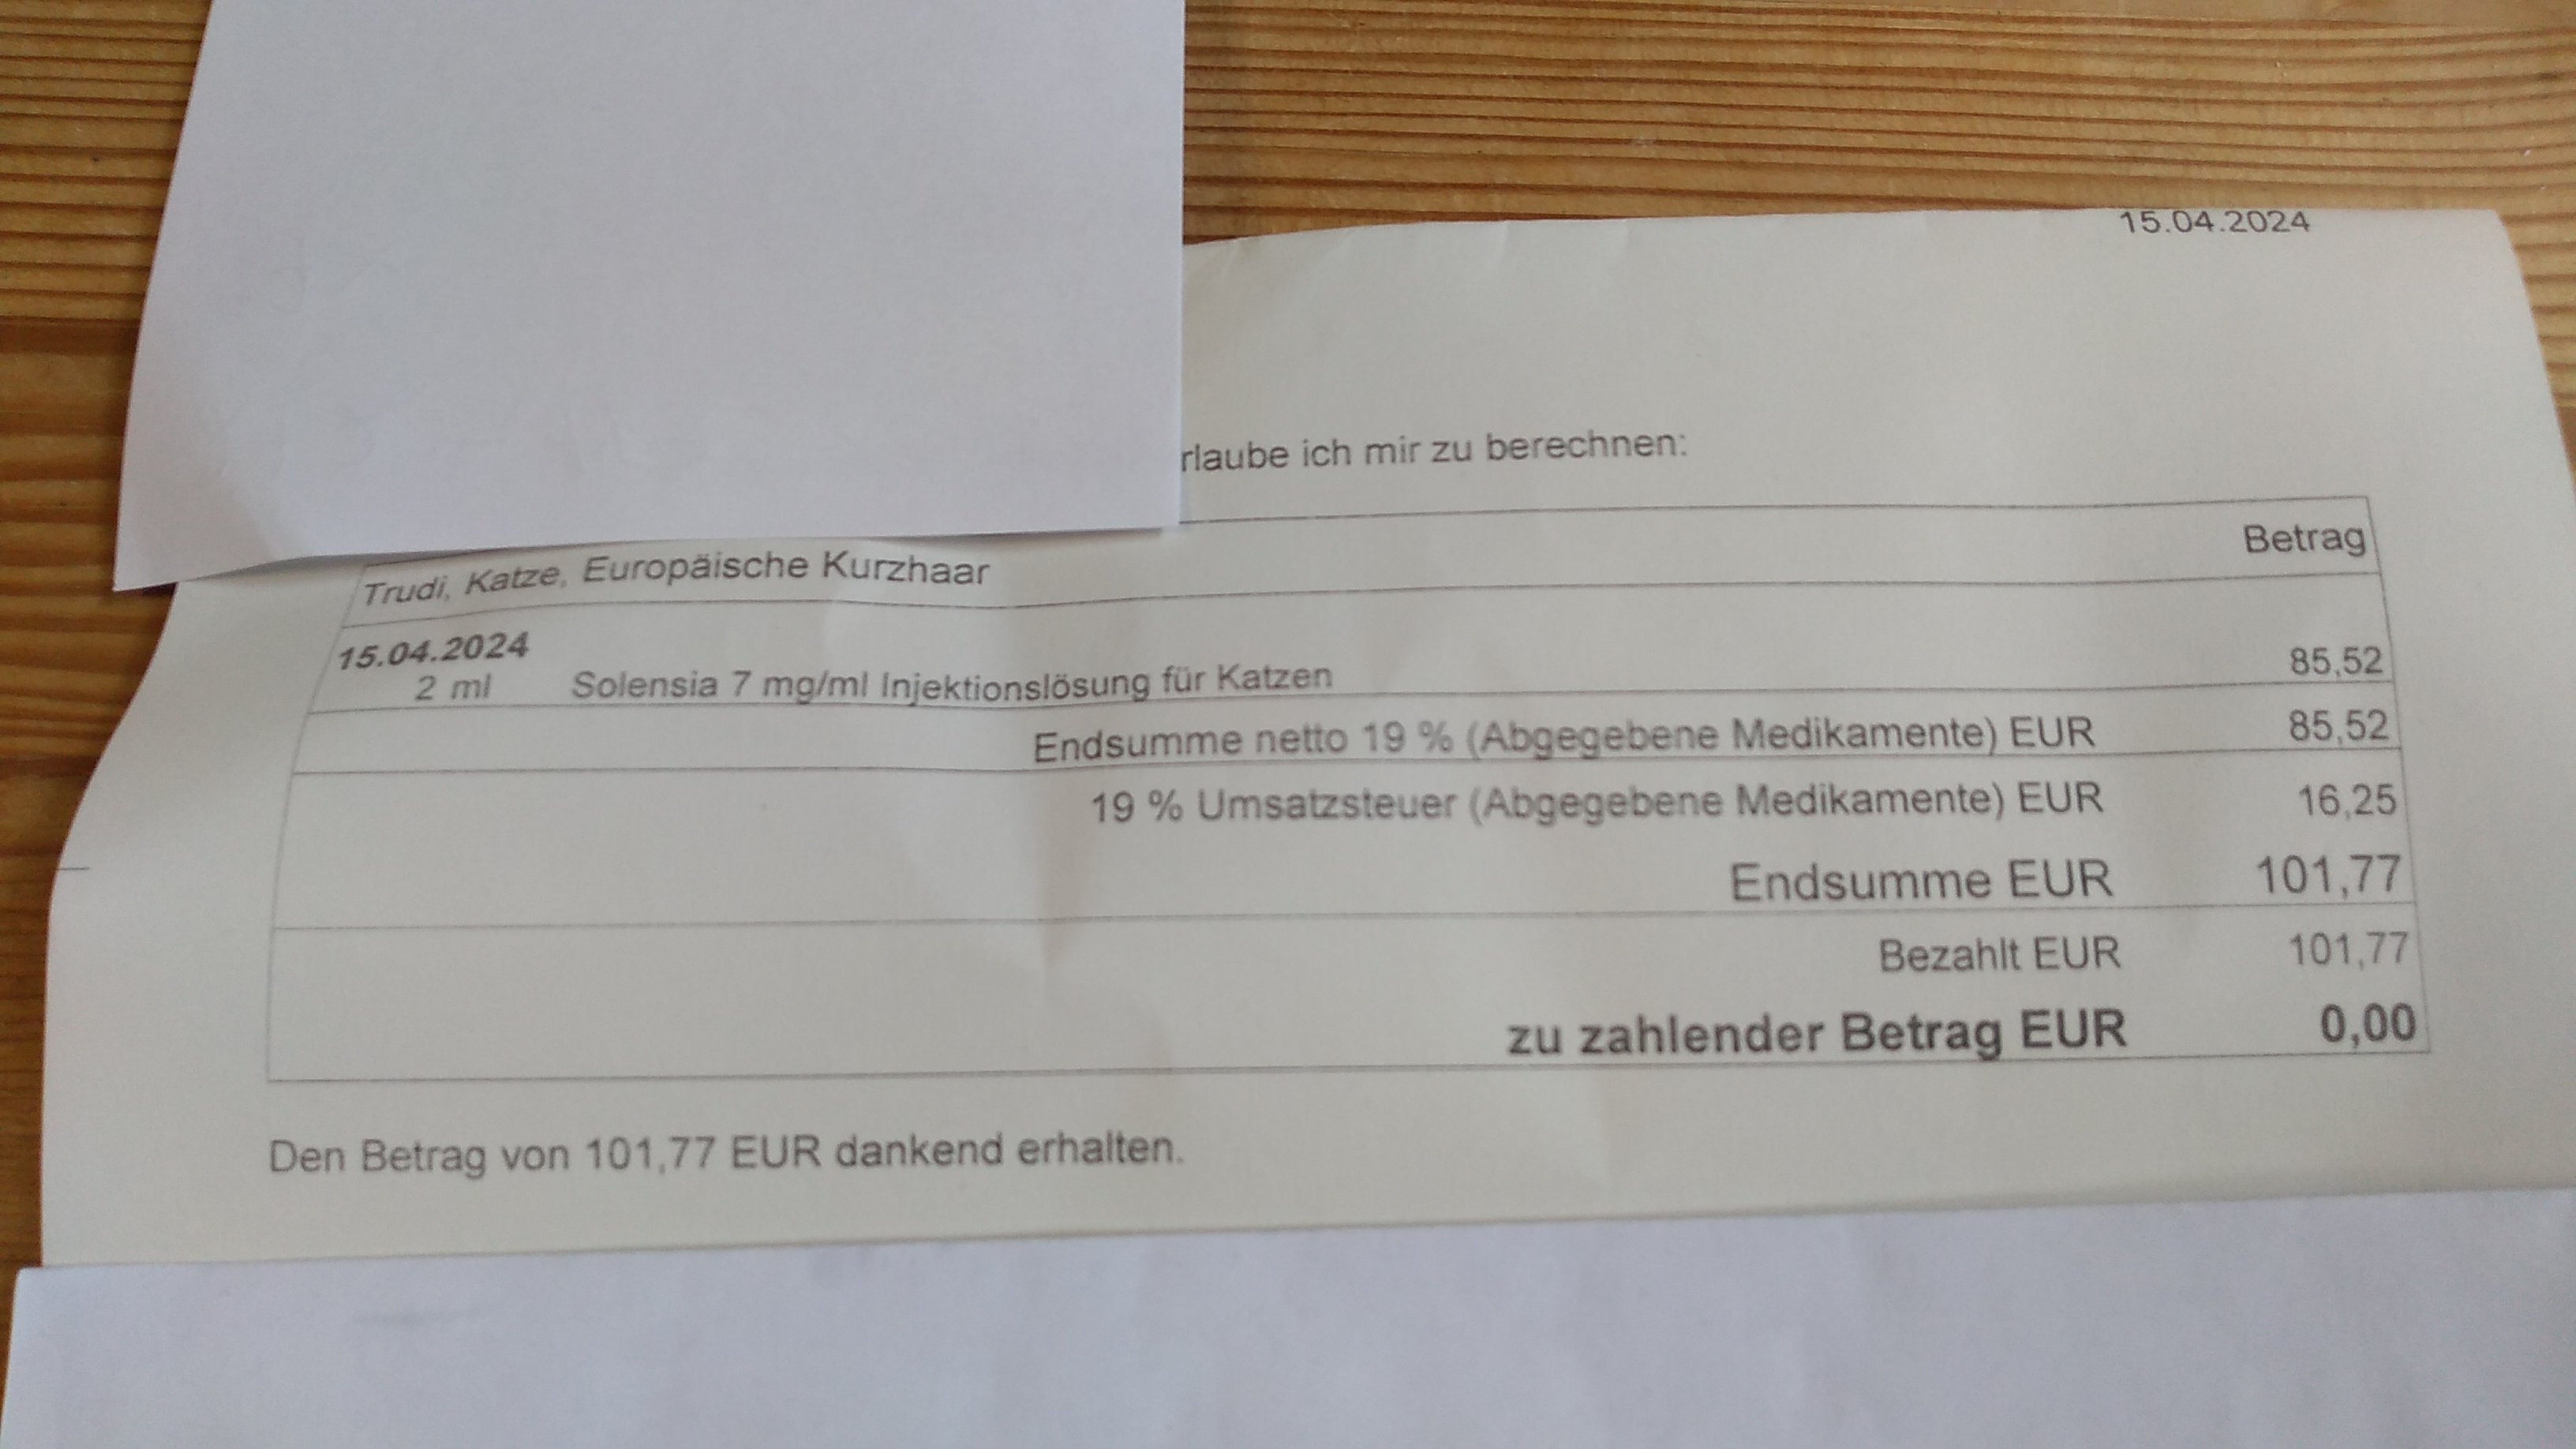 15.04.2024
rlaube ich mir zu berechnen:
Betrag
Trudi, Katze, Europäische Kurzhaar
15.04.2024
2 ml Solensia 7 mg/ml Injektionslösung für Katzen 85,52
Endsumme netto 19 % (Abgegebene Medikamente) EUR 85,52
19 % Umsatzsteuer (Abgegebene Medikamente) EUR 16,25
Endsumme EUR 101,77
Bezahlt EUR 101,77
zu zahlender Betrag EUR 0,00
Den Betrag von 101,77 EUR dankend erhalten.